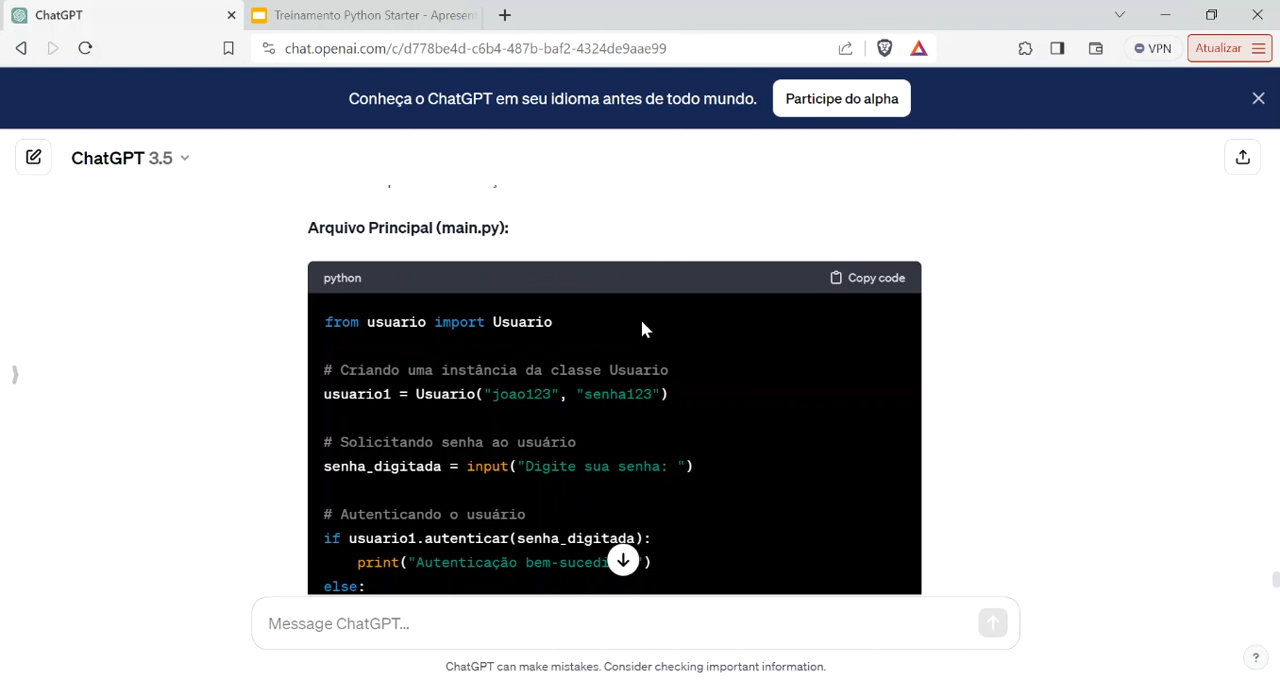 ChatGPT
Treinamento Python Starter - Apresen
chat.openai.com/c/d778be4d-c6b4-487b-baf2-4324de9aae99
VPN
Atualizar
Conheça o ChatGPT em seu idioma antes de todo mundo.
Participe do alpha
ChatGPT 3.5
Arquivo Principal (main.py):
python
Copy code
from usuario import Usuario
# Criando uma instância da classe Usuario
usuario1 = Usuario("joao123", "senha123")
# Solicitando senha ao usuário
senha_digitada = input("Digite sua senha: ")
# Autenticando o usuário
if usuario1.autenticar(senha_digitada):
print("Autenticação bem-sucedi ")
else:
Message ChatGPT...
ChatGPT can make mistakes. Consider checking important information.
?